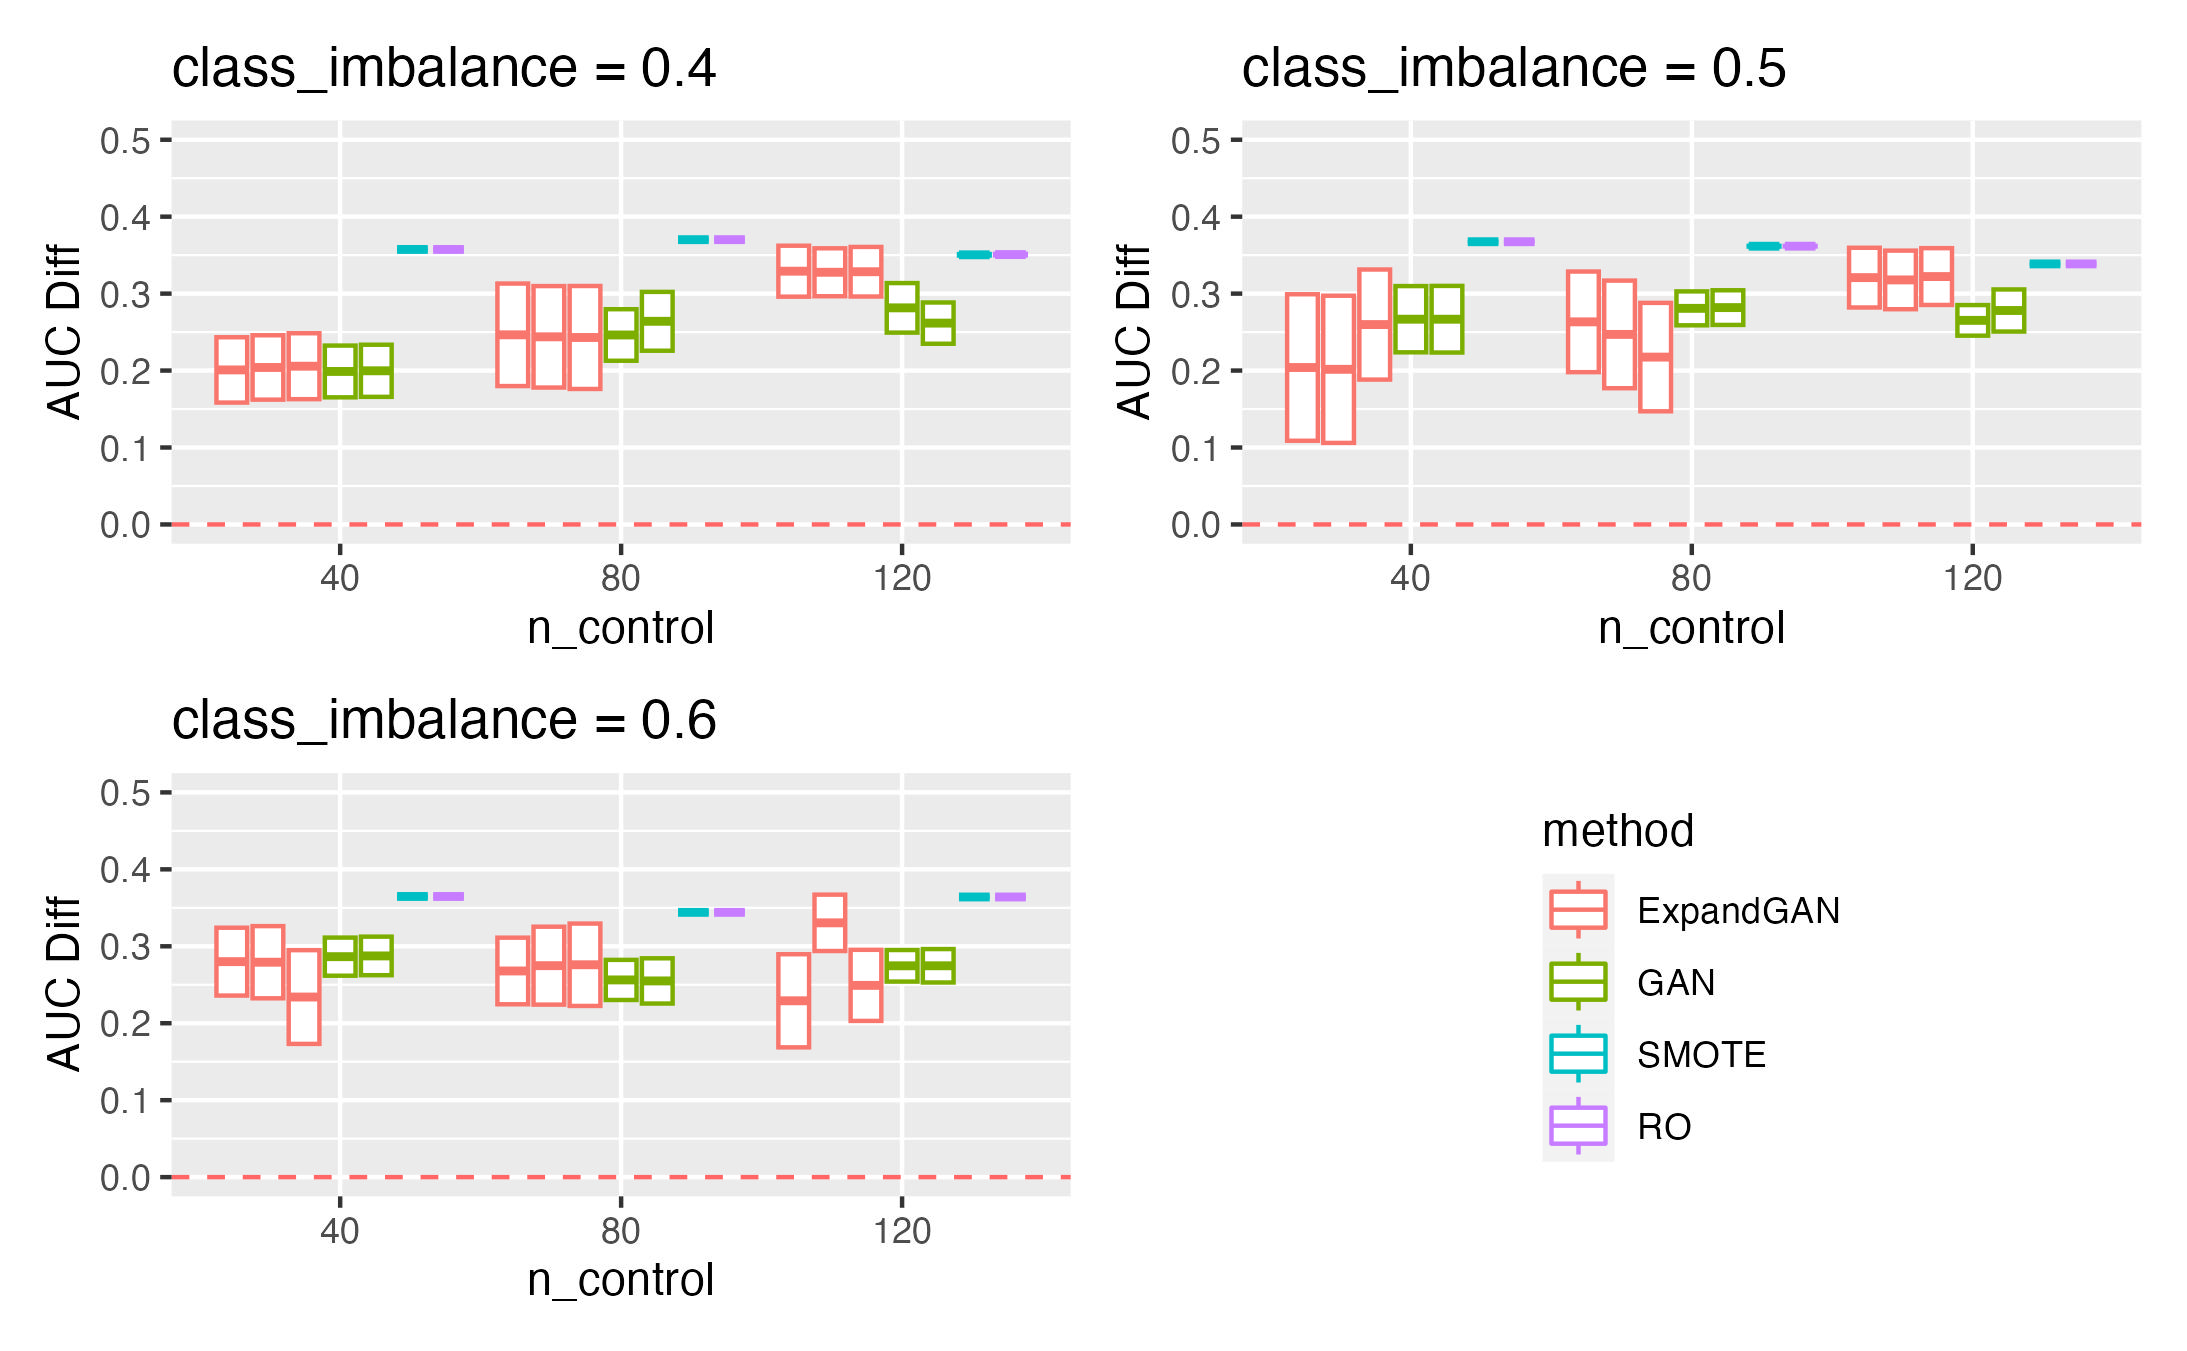 class_imbalance = 0.4
0.5
0.4
0.3
0.2
0.1
0.0
AUC Diff
40 80 120
n_control
class_imbalance = 0.5
0.5
0.4
0.3
0.2
0.1
0.0
AUC Diff
40 80 120
n_control
class_imbalance = 0.6
0.5
0.4
0.3
0.2
0.1
0.0
AUC Diff
40 80 120
n_control
method
ExpandGAN
GAN
SMOTE
RO